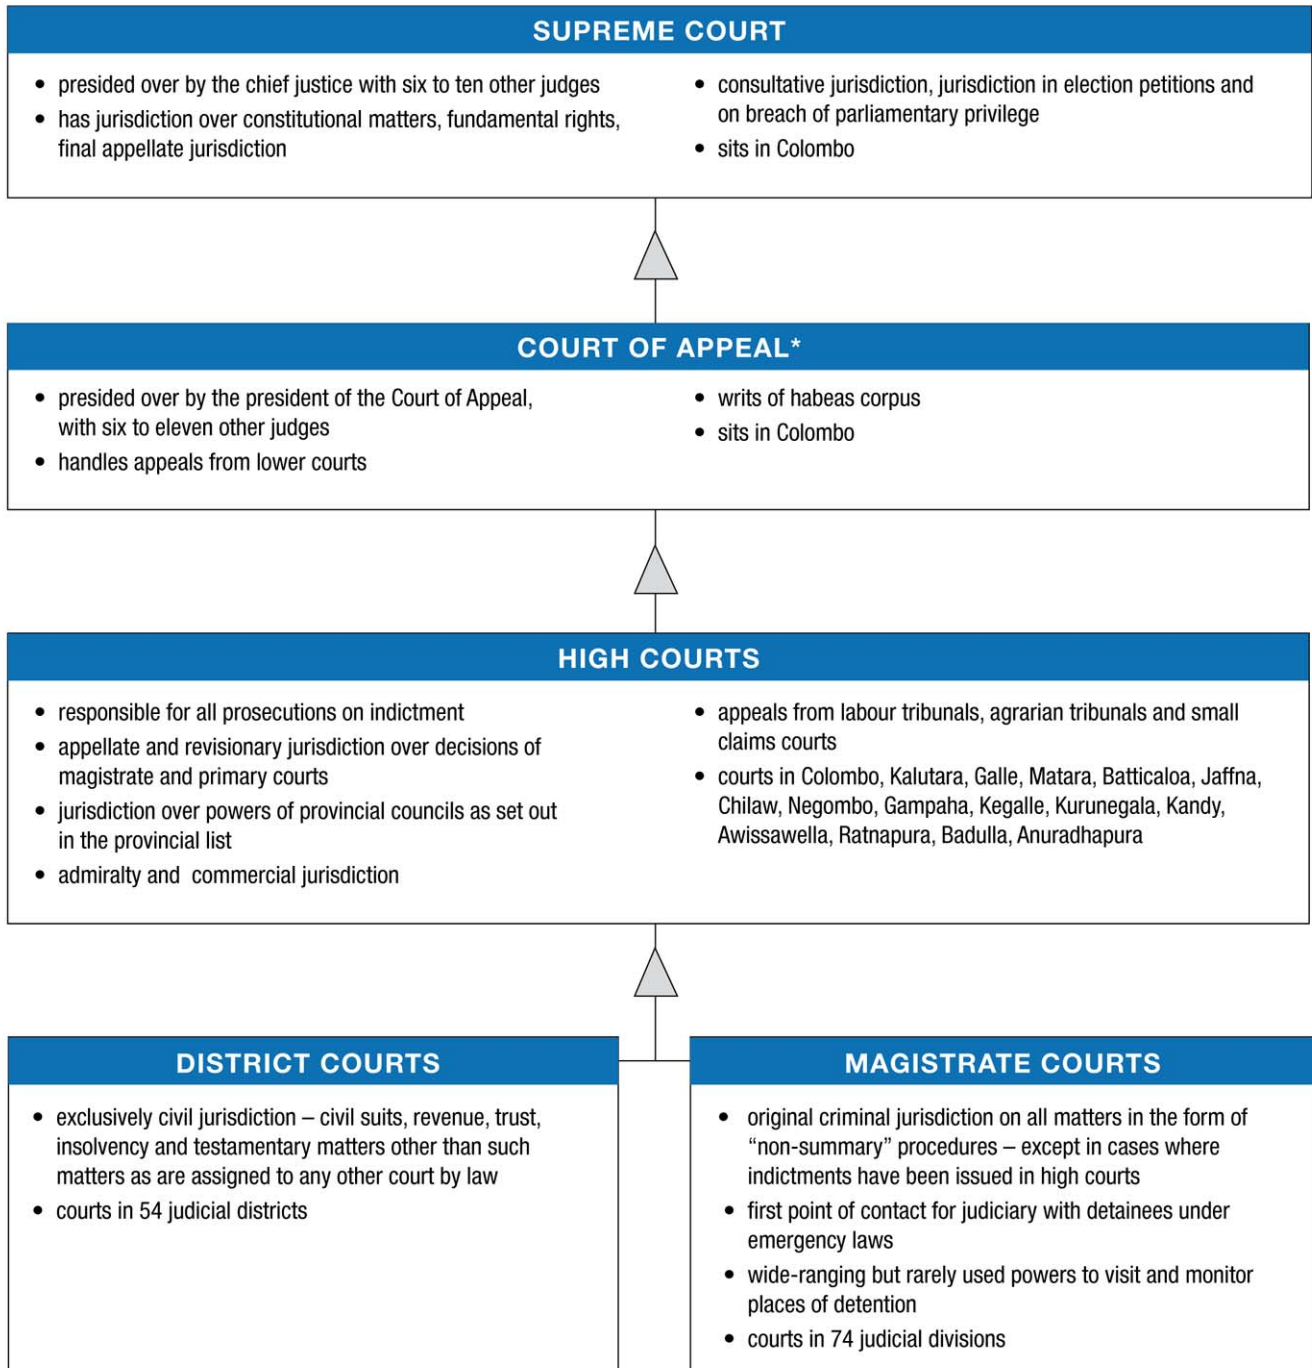 SUPREME COURT
• presided over by the chief justice with six to ten other judges
• has jurisdiction over constitutional matters, fundamental rights,
final appellate jurisdiction
• consultative jurisdiction, jurisdiction in election petitions and
on breach of parliamentary privilege
• sits in Colombo
COURT OF APPEAL*
• presided over by the president of the Court of Appeal,
with six to eleven other judges
• handles appeals from lower courts
• writs of habeas corpus
• sits in Colombo
HIGH COURTS
• responsible for all prosecutions on indictment
• appellate and revisionary jurisdiction over decisions of
magistrate and primary courts
• jurisdiction over powers of provincial councils as set out
in the provincial list
• admiralty and commercial jurisdiction
• appeals from labour tribunals, agrarian tribunals and small
claims courts
• courts in Colombo, Kalutara, Galle, Matara, Batticaloa, Jaffna,
Chilaw, Negombo, Gampaha, Kegalle, Kurunegala, Kandy,
Awissawella, Ratnapura, Badulla, Anuradhapura
DISTRICT COURTS
• exclusively civil jurisdiction – civil suits, revenue, trust,
insolvency and testamentary matters other than such
matters as are assigned to any other court by law
• courts in 54 judicial districts
MAGISTRATE COURTS
• original criminal jurisdiction on all matters in the form of
“non-summary” procedures – except in cases where
indictments have been issued in high courts
• first point of contact for judiciary with detainees under
emergency laws
• wide-ranging but rarely used powers to visit and monitor
places of detention
• courts in 74 judicial divisions